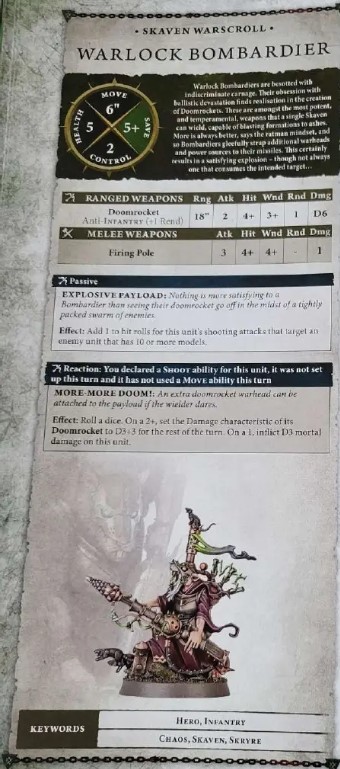 • SKAVEN WARSCROLL •
WARLOCK BOMBARDIER
MOVE
6"
HEALTH
5
5+
SAVE
2
CONTROL
Warlock Bombardiers are besotted with
indiscriminate carnage. Their obsession with
ballistic devastation finds realisation in the creation
of Doomrockets. These are amongst the most potent,
and temperamental, weapons that a single Skaven
can wield, capable of blasting formations to ashes.
More is always better, says the ratman mindset, and
so Bombardiers gleefully strap additional warheads
and power sources to their missiles. This certainly
results in a satisfying explosion – though not always
one that consumes the intended target...
RANGED WEAPONS Rng Atk Hit Wnd Rnd Dmg
Doomrocket
Anti-INFANTRY (+1 Rend)
18" 2 4+ 3+ 1 D6
MELEE WEAPONS Atk Hit Wnd Rnd Dmg
Firing Pole 3 4+ 4+ - 1
Passive
EXPLOSIVE PAYLOAD: Nothing is more satisfying to a
Bombardier than seeing their doomrocket go off in the midst of a tightly
packed swarm of enemies.
Effect: Add 1 to hit rolls for this unit's shooting attacks that target an
enemy unit that has 10 or more models.
Reaction: You declared a SHOOT ability for this unit, it was not set
up this turn and it has not used a MOVE ability this turn
MORE-MORE DOOM!: An extra doomrocket warhead can be
attached to the payload if the wielder dares.
Effect: Roll a dice. On a 2+, set the Damage characteristic of its
Doomrocket to D3+3 for the rest of the turn. On a 1, inflict D3 mortal
damage on this unit.
KEYWORDS
HERO, INFANTRY
CHAOS, SKAVEN, SKRYRE